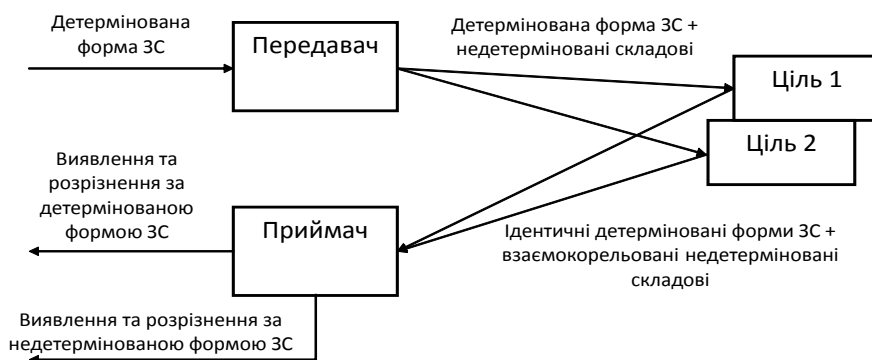 Детермінована
форма ЗС
Передавач
Детермінована форма ЗС +
недетерміновані складові
Ціль 1
Ціль 2
Виявлення та
розрізнення за
детермінованою
формою ЗС
Приймач
Ідентичні детерміновані форми ЗС +
взаємокорельовані недетерміновані
складові
Виявлення та розрізнення за
недетермінованою формою ЗС